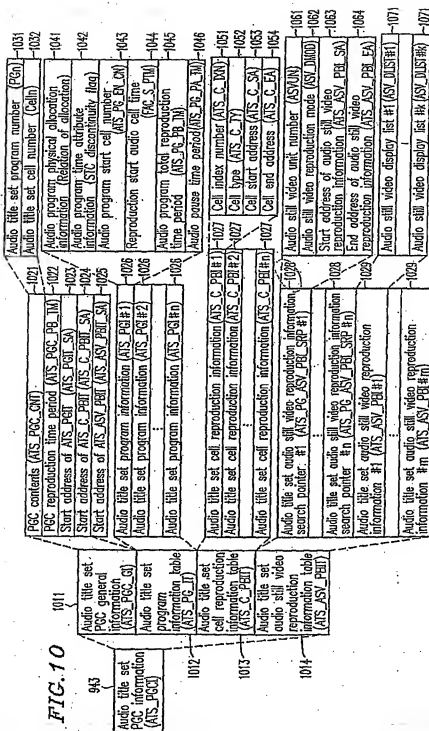 FIG. 10
943
Audio title set
PGC information
(ATS_PGCI)
1011
Audio title set
PGC general
information
(ATS_PGC_GI)
Audio title set
program
information table
(ATS_PG_IT)
Audio title set
cell reproduction
information table
(ATS_C_PBIT)
Audio title set
audio still video
reproduction
information table
(ATS_ASV_PBIT)
1012
1013
1014
PGC contents (ATS_PGC_CNT)
PGC reproduction time period (ATS_PGC_PB_TM)
Start address of ATS_PBIT (ATS_PGIT_SA)
Start address of ATS_C_PBIT (ATS_C_PBIT_SA)
Start address of ATS_ASV_PBIT (ATS_ASV_PBIT_SA)
1021
1022
1023
1024
1025
Audio title set program information (ATS_PGI#1)
Audio title set program information (ATS_PGI#2)
Audio title set program information (ATS_PGI#n)
1026
1026
1026
Audio title set cell reproduction information (ATS_C_PBI#1)
Audio title set cell reproduction information (ATS_C_PBI#2)
Audio title set cell reproduction information (ATS_C_PBI#n)
1027
1027
1027
Audio title set audio still video reproduction information
search pointer #1 (ATS_PG_ASV_PBI_SRP #1)
Audio title set audio still video reproduction information
search pointer #n (ATS_PG_ASV_PBI_SRP #n)
Audio title set audio still video reproduction
information #1 (ATS_ASV_PBI#1)
Audio title set audio still video reproduction
information #m (ATS_ASV_PBI#m)
1028
1028
1029
1029
Audio title set program number (PGn)
Audio title set cell number (Celln)
1031
1032
Audio program physical allocation
information (Relation of allocation)
Audio program time attribute
information (STC discontinuity flag)
Audio program start cell number
(ATS_PG_EN_CN)
Reproduction start audio cell time
(FAC_S_PTM)
Audio program total reproduction
time period (ATS_PG_PB_TM)
Audio pause time period (ATS_PG_PA_TM)
1041
1042
1043
1044
1045
1046
Cell index number (ATS_C_IXN)
Cell type (ATS_C_TY)
Cell start address (ATS_C_SA)
Cell end address (ATS_C_EA)
1051
1052
1053
1054
Audio still video unit number (ASVUN)
Audio still video reproduction mode (ASV_DMOD)
Start address of audio still video
reproduction information (ATS_ASV_PBI_SA)
End address of audio still video
reproduction information (ATS_ASV_PBI_EA)
1061
1062
1063
1064
Audio still video display list #1 (ASV_DLIST#1)
Audio still video display list #k (ASV_DLIST#k)
1071
1071